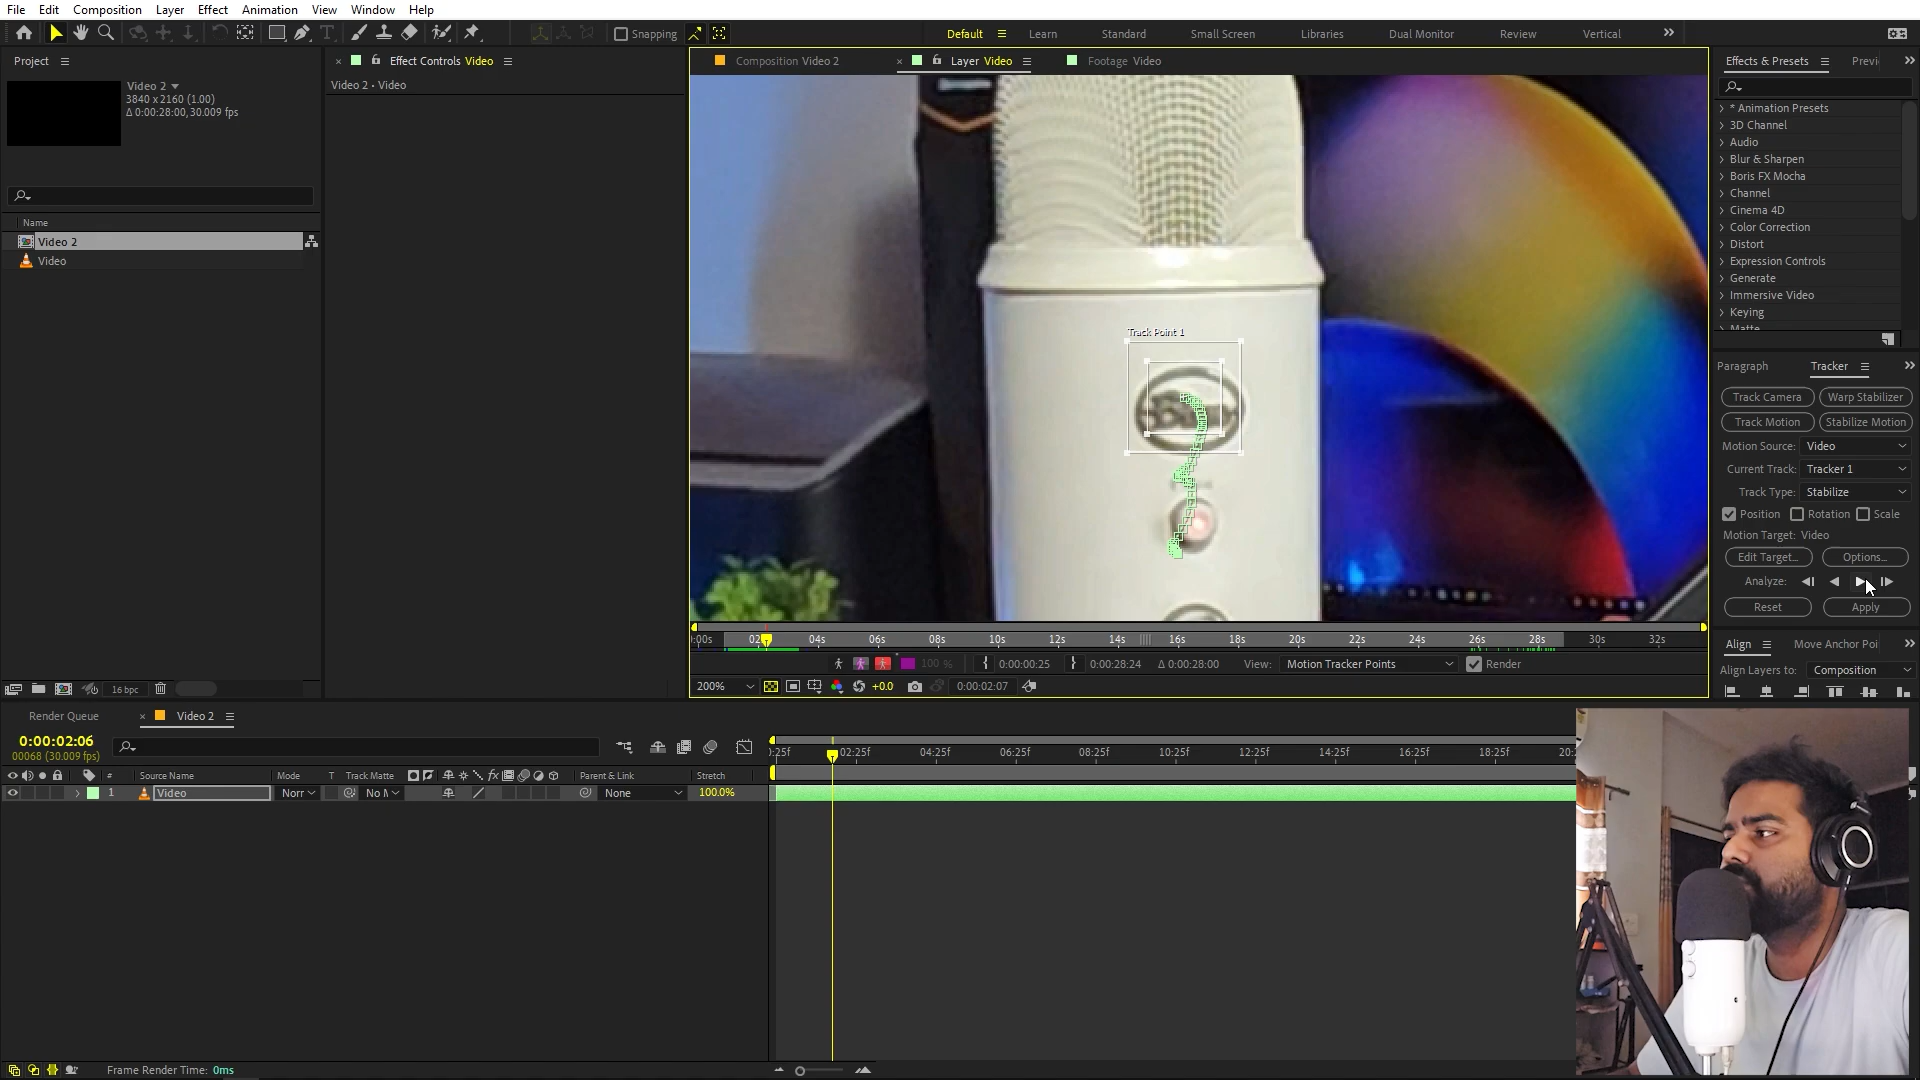 File Edit Composition Layer Effect Animation View Window Help
Snapping
Default Learn Standard Small Screen Libraries Dual Monitor Review Vertical
Project
Effect Controls Video
Composition Video 2
Layer Video
Footage Video
Effects & Presets
Previ
Video 2 • Video
Video 2
3840 x 2160 (1.00)
Δ 0:00:28:00, 30.009 fps
Name
Video 2
Video
* Animation Presets
3D Channel
Audio
Blur & Sharpen
Boris FX Mocha
Channel
Cinema 4D
Color Correction
Distort
Expression Controls
Generate
Immersive Video
Keying
Matte
Track Point 1
Paragraph Tracker
Track Camera Warp Stabilizer
Track Motion Stabilize Motion
Motion Source: Video
Current Track: Tracker 1
Track Type: Stabilize
Position Rotation Scale
Motion Target: Video
Edit Target... Options...
Analyze:
Reset Apply
Align Move Anchor Poi
Align Layers to: Composition
:00s 02 04s 06s 08s 10s 12s 14s 16s 18s 20s 22s 24s 26s 28s 30s 32s
100 % 0:00:00:25 0:00:28:24 Δ 0:00:28:00 View: Motion Tracker Points Render
16 bpc
200% +0.0 0:00:02:07
Render Queue Video 2
0:00:02:06
00068 (30.009 fps)
:25f 02:25f 04:25f 06:25f 08:25f 10:25f 12:25f 14:25f 16:25f 18:25f 20:
# Source Name Mode T Track Matte fx Parent & Link Stretch
1 Video Norr No M None 100.0%
Frame Render Time: 0ms